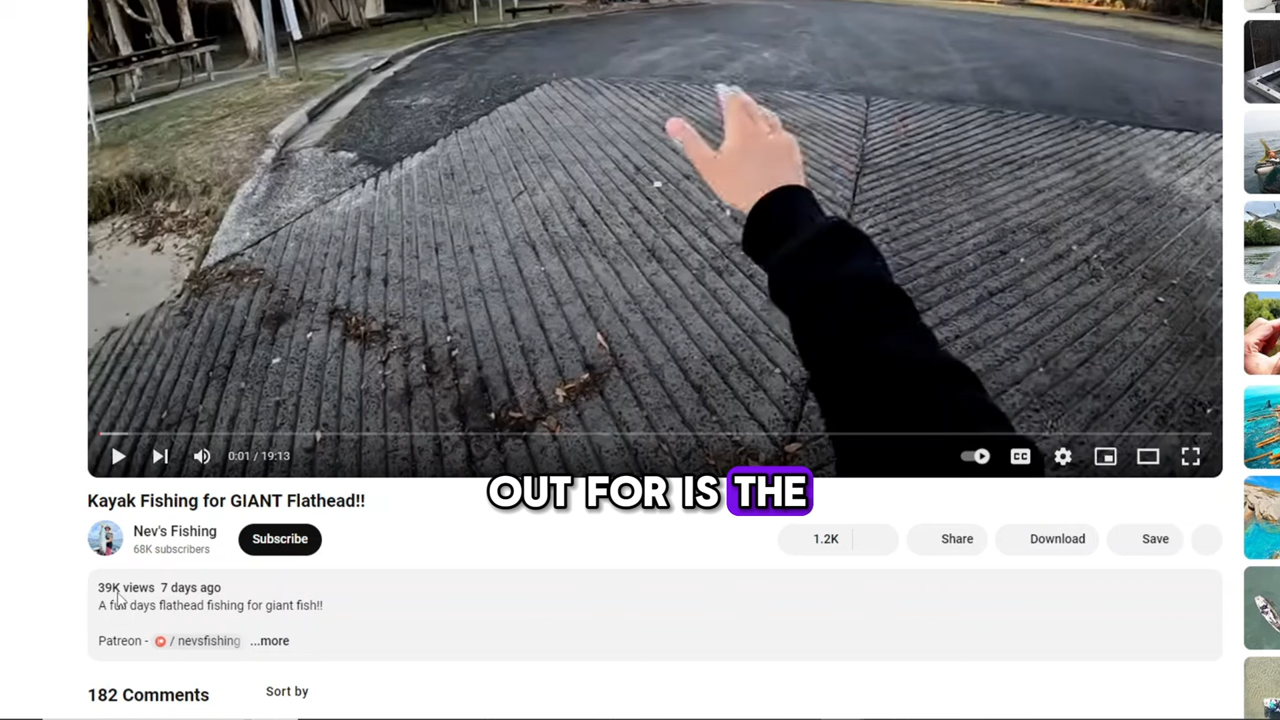 0:01 / 19:13
CC
OUT FOR IS THE
Kayak Fishing for GIANT Flathead!!
Nev's Fishing
68K subscribers
Subscribe
1.2K
Share
Download
Save
39K views 7 days ago
A fun days flathead fishing for giant fish!!
Patreon - / nevsfishing ...more
182 Comments
Sort by